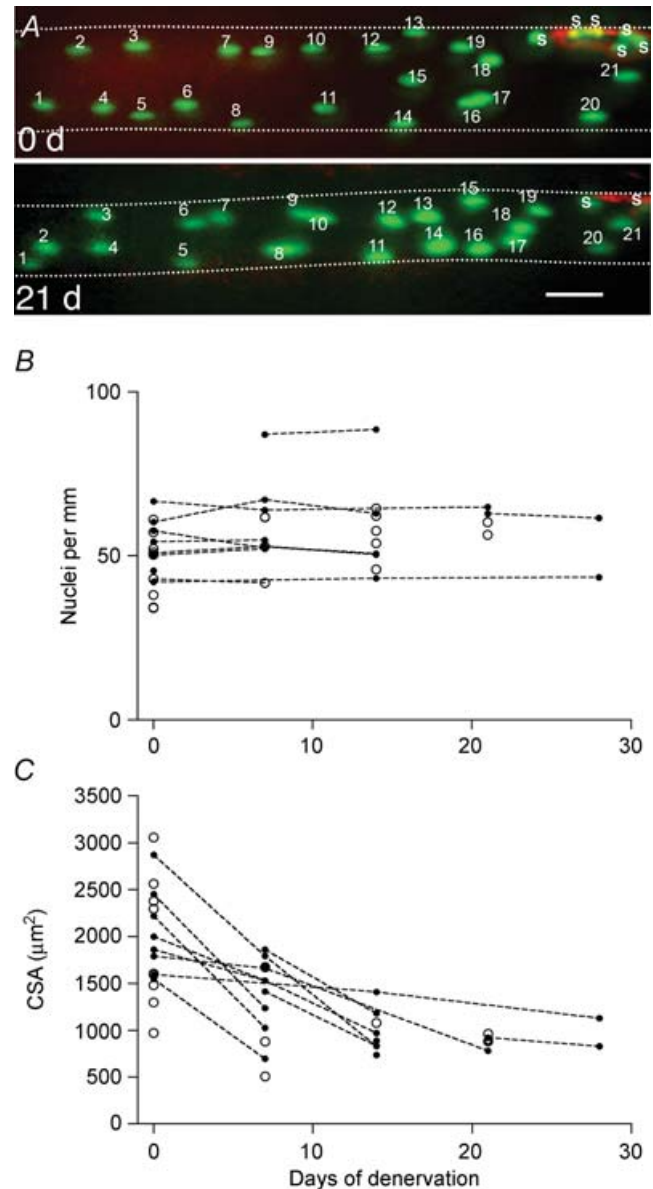 A
13
S S
2 3 7 9 10 12 19 S S
18 S S
15 21
1 4 5 6 8 11 14 16 17 20
0 d
15 19 S S
3 6 7 9 10 12 13 18 21
2 4 8 14 16 17 20
1 5 11
21 d
B
100
50
0
Nuclei per mm
0 10 20 30
C
3500
3000
2500
2000
1500
1000
500
0
CSA (μm²)
0 10 20 30
Days of denervation